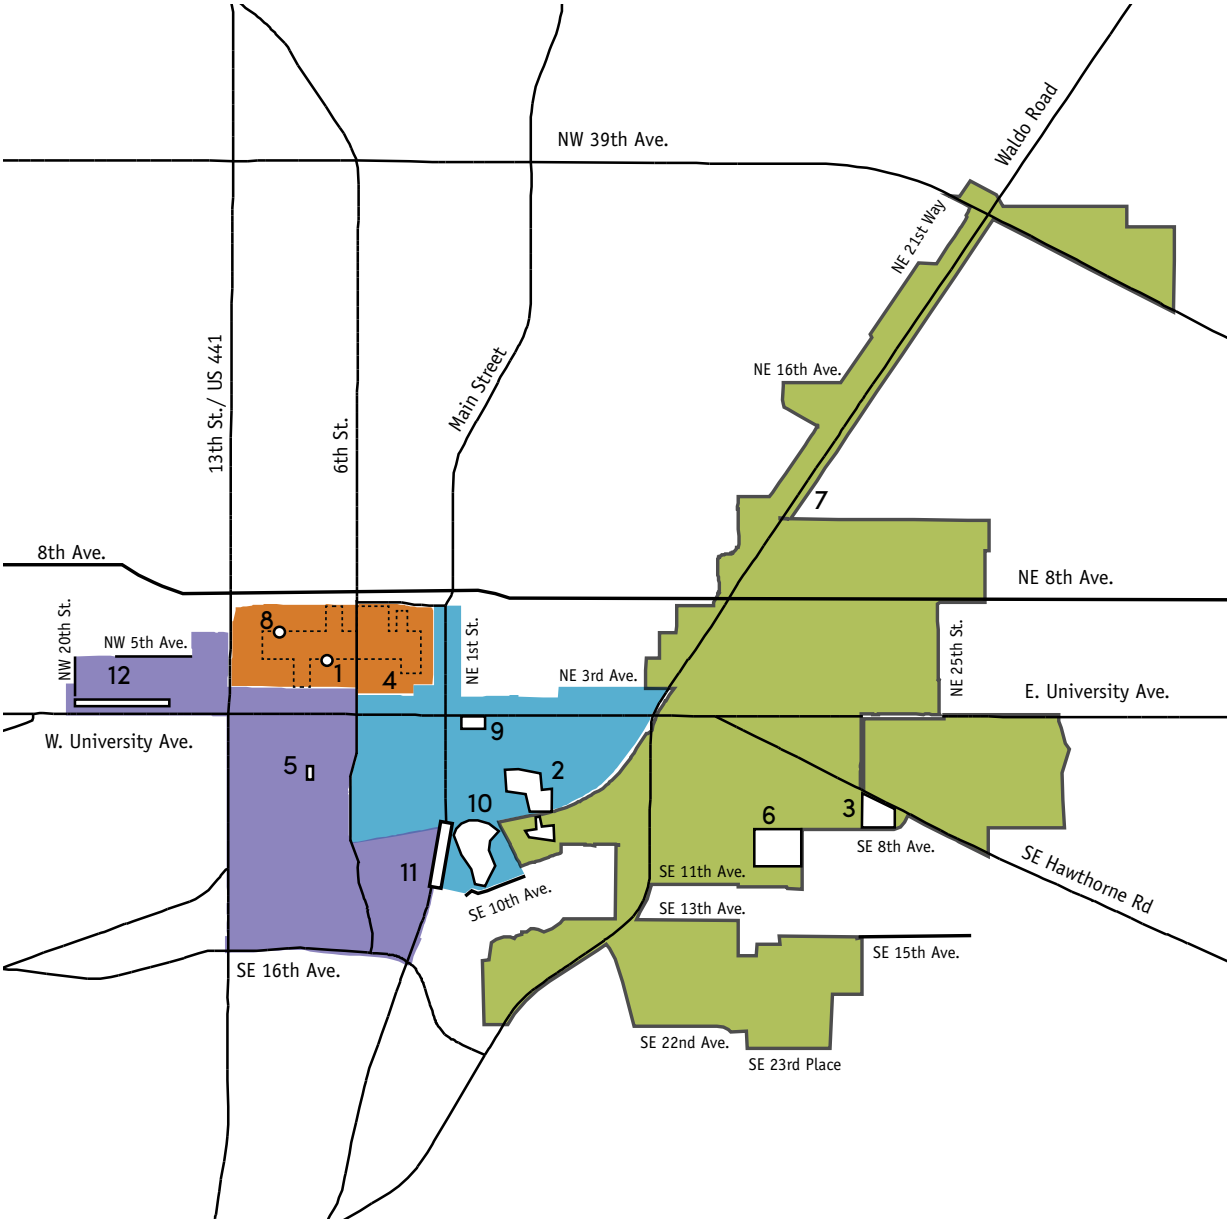 NW 39th Ave.
Waldo Road
NE 21st Way
13th St./ US 441
6th St.
Main Street
NE 16th Ave.
7
8th Ave.
NE 8th Ave.
NW 20th St.
NW 5th Ave.
12
8
1
4
NE 1st St.
NE 3rd Ave.
NE 25th St.
E. University Ave.
W. University Ave.
9
5
2
10
6
3
SE 8th Ave.
11
SE 10th Ave.
SE 11th Ave.
SE Hawthorne Rd
SE 13th Ave.
SE 15th Ave.
SE 16th Ave.
SE 22nd Ave.
SE 23rd Place